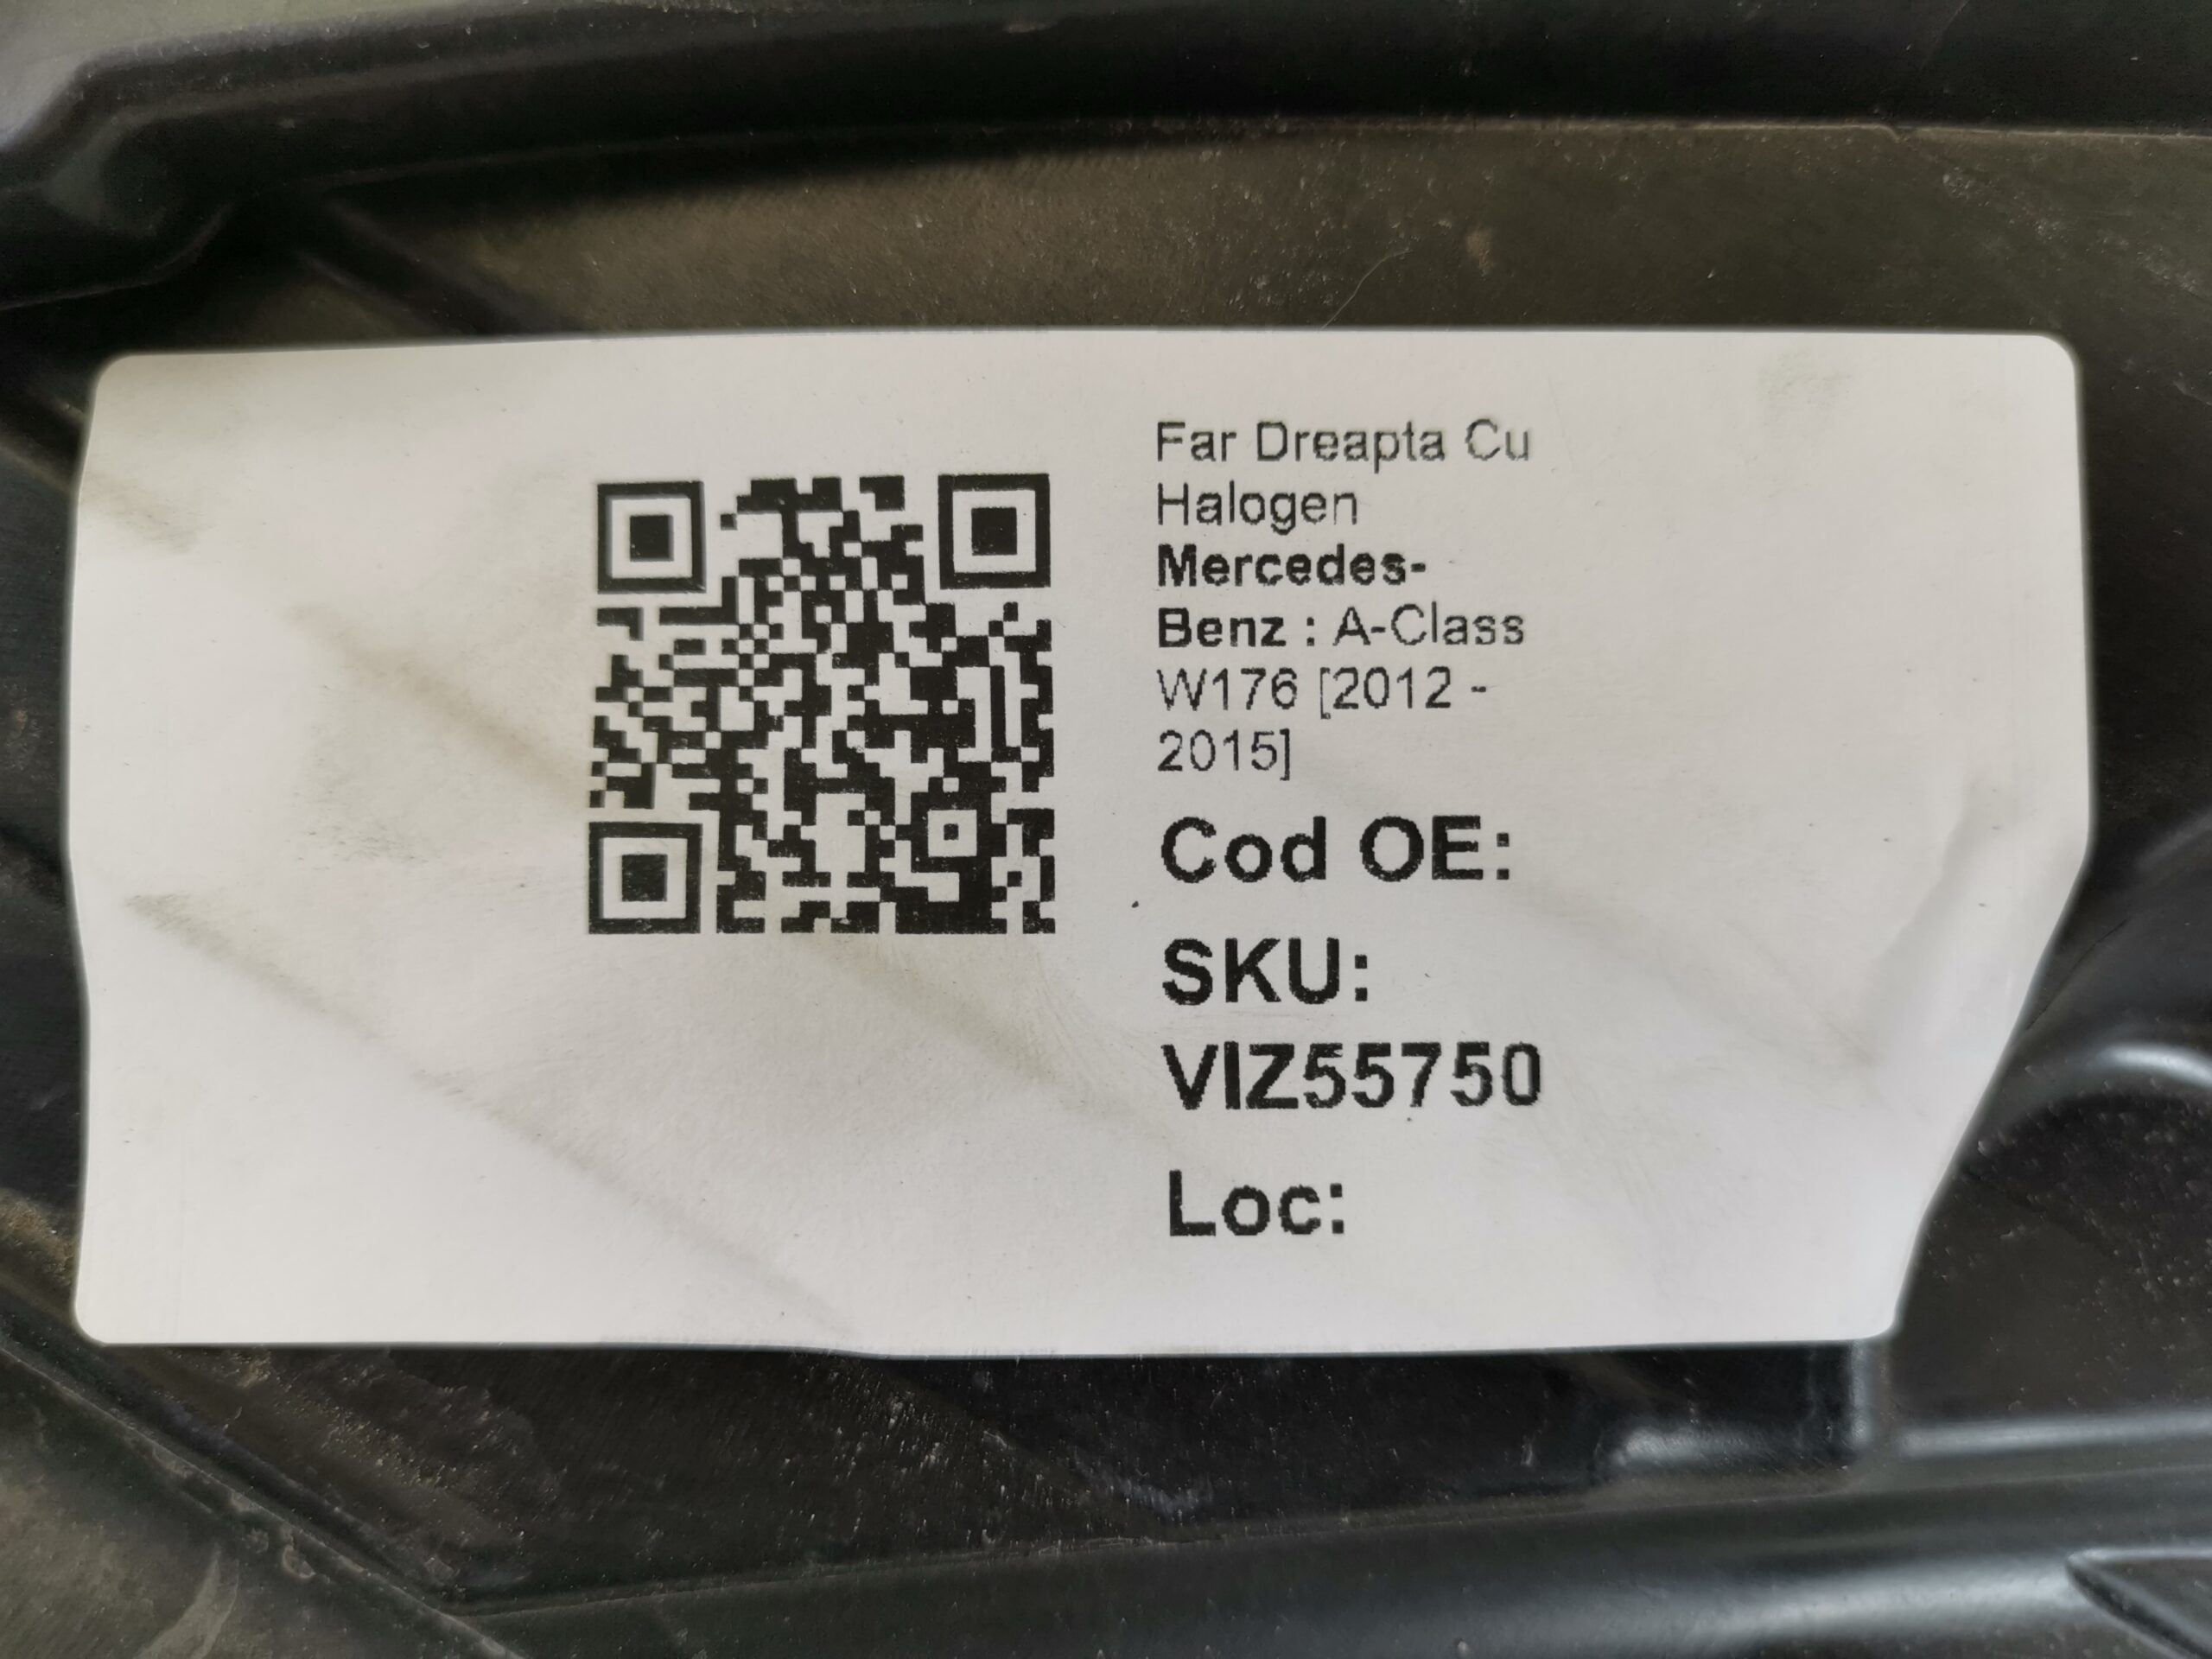 Far Dreapta Cu
Halogen
Mercedes-
Benz : A-Class
W176 [2012 -
2015]
Cod OE:
SKU:
VIZ55750
Loc: